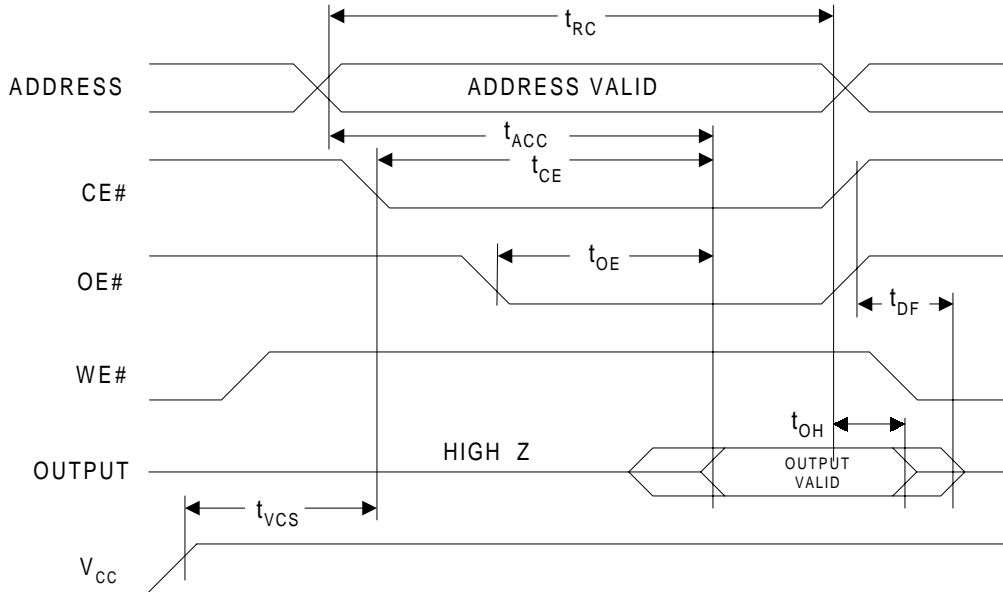 tRC
ADDRESS
ADDRESS VALID
tACC
tCE
CE#
tOE
OE#
tDF
WE#
tOH
HIGH Z
OUTPUT
OUTPUT
VALID
tVCS
VCC